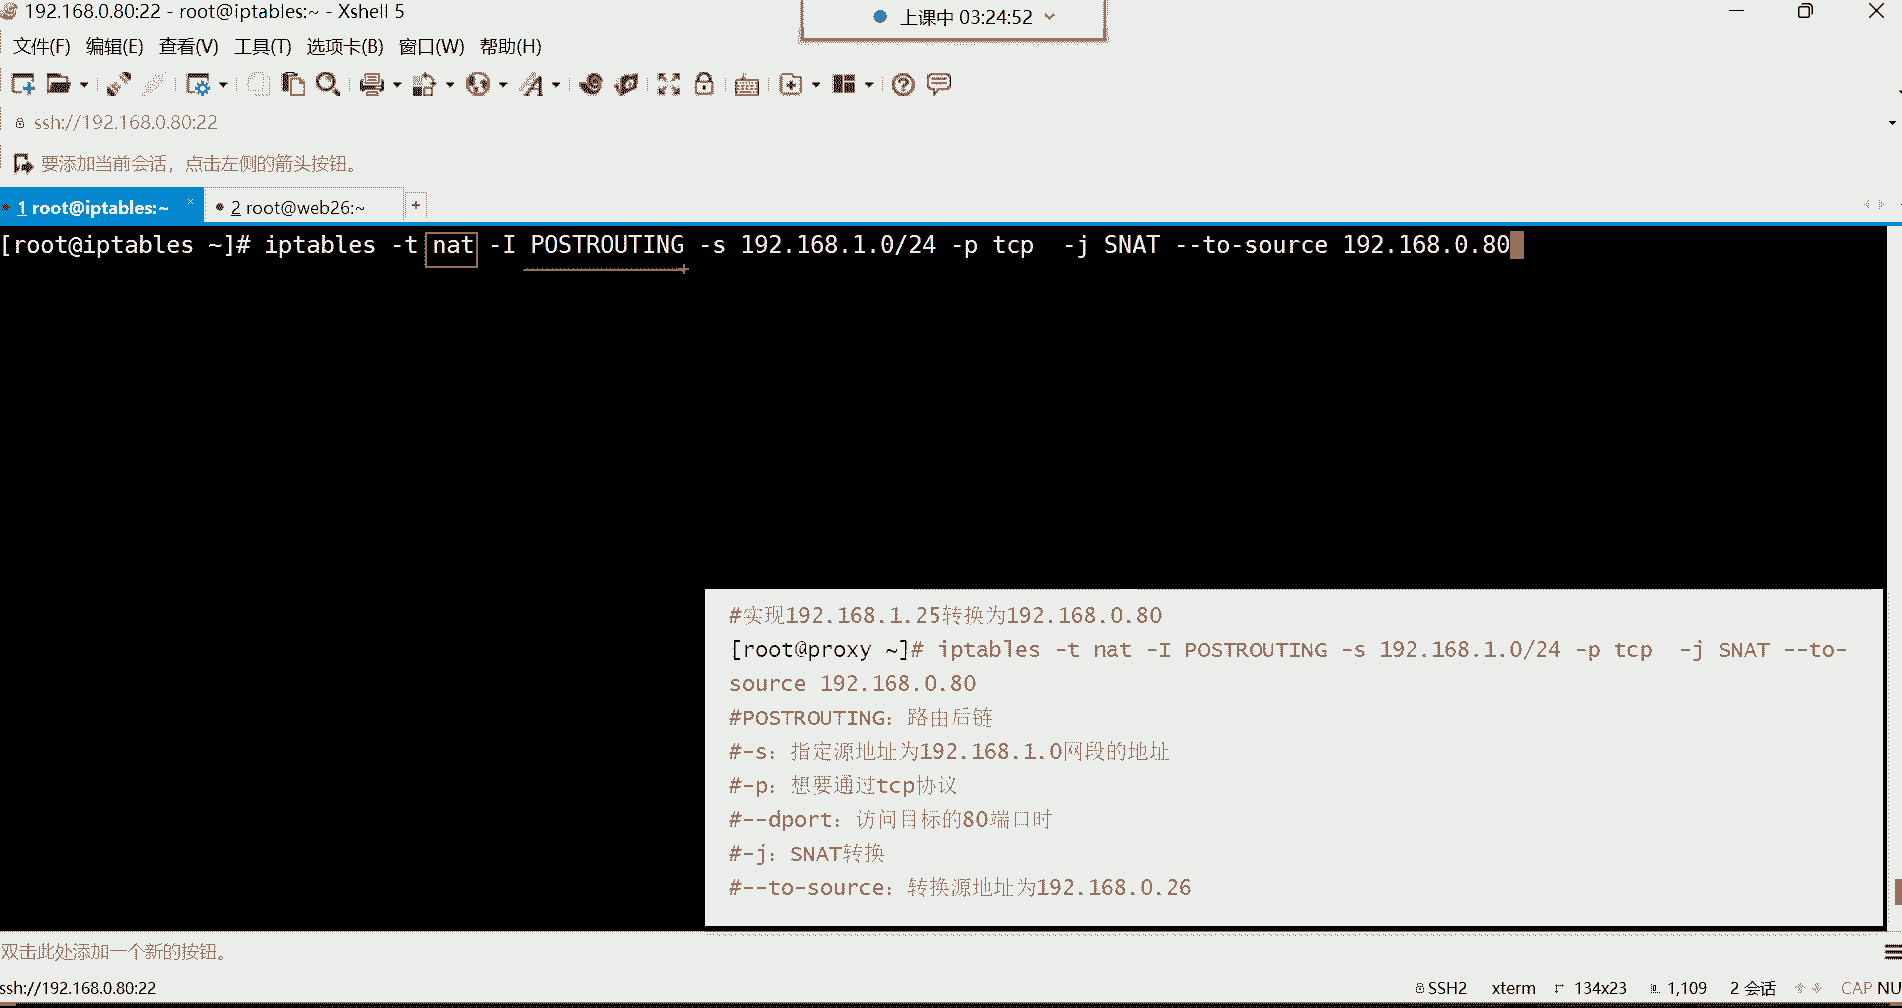 192.168.0.80:22 - root@iptables:~ - Xshell 5
上课中 03:24:52
文件(F) 编辑(E) 查看(V) 工具(T) 选项卡(B) 窗口(W) 帮助(H)
ssh://192.168.0.80:22
要添加当前会话，点击左侧的箭头按钮。
1 root@iptables:~ × 2 root@web26:~ +
[root@iptables ~]# iptables -t nat -I POSTROUTING -s 192.168.1.0/24 -p tcp  -j SNAT --to-source 192.168.0.80
#实现192.168.1.25转换为192.168.0.80
[root@proxy ~]# iptables -t nat -I POSTROUTING -s 192.168.1.0/24 -p tcp  -j SNAT --to-
source 192.168.0.80
#POSTROUTING：路由后链
#-s：指定源地址为192.168.1.0网段的地址
#-p：想要通过tcp协议
#--dport：访问目标的80端口时
#-j：SNAT转换
#--to-source：转换源地址为192.168.0.26
双击此处添加一个新的按钮。
ssh://192.168.0.80:22 SSH2 xterm 134x23 1,109 2 会话 CAP NU